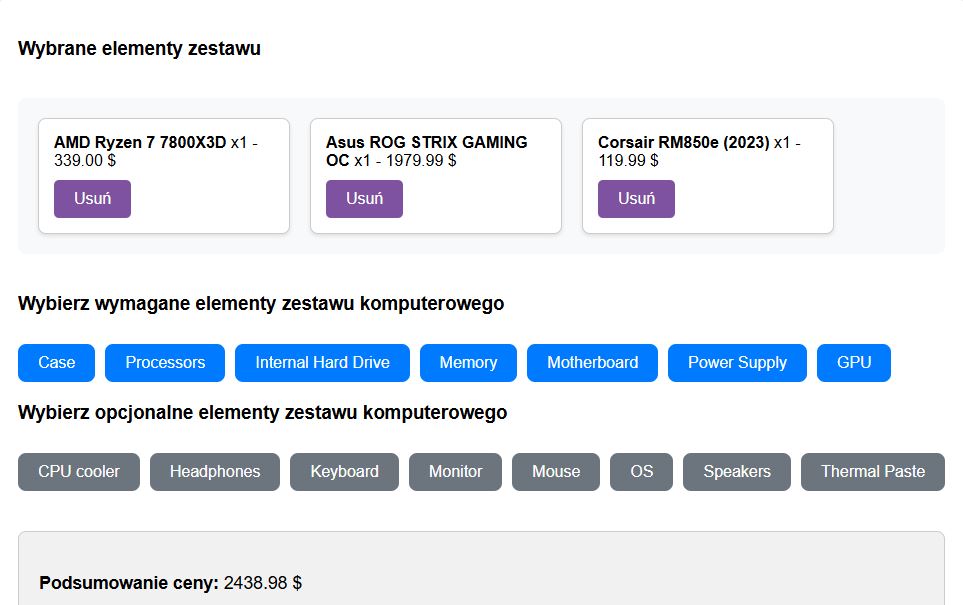 Wybrane elementy zestawu
AMD Ryzen 7 7800X3D x1 -
339.00 $
Usuń
Asus ROG STRIX GAMING
OC x1 - 1979.99 $
Usuń
Corsair RM850e (2023) x1 -
119.99 $
Usuń
Wybierz wymagane elementy zestawu komputerowego
Case Processors Internal Hard Drive Memory Motherboard Power Supply GPU
Wybierz opcjonalne elementy zestawu komputerowego
CPU cooler Headphones Keyboard Monitor Mouse OS Speakers Thermal Paste
Podsumowanie ceny: 2438.98 $